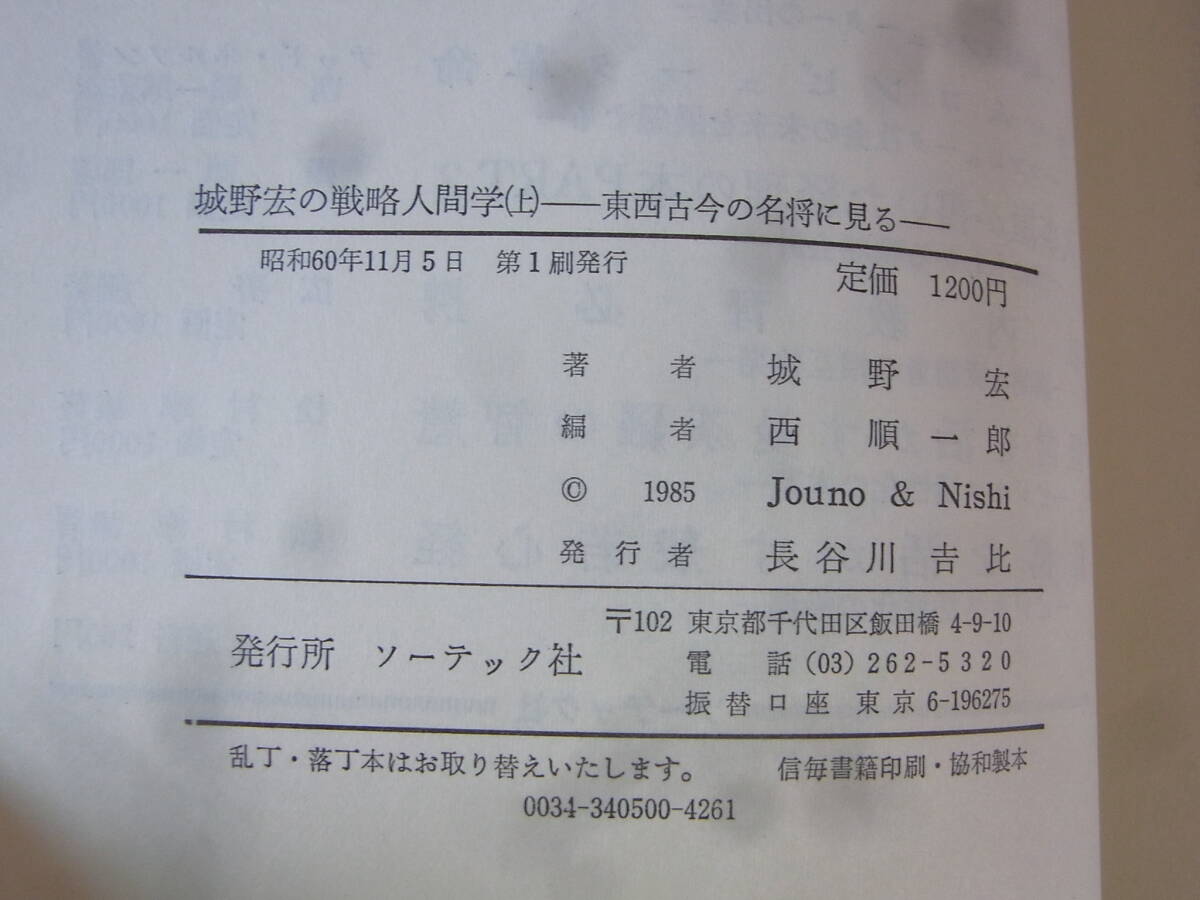 城野宏の戦略人間学(上)――東西古今の名将に見る――
昭和60年11月5日　第1刷発行
定価　1200円
著者　城野宏
編者　西順一郎
©　1985　Jouno & Nishi
発行者　長谷川吉比
発行所　ソーテック社
〒102 東京都千代田区飯田橋 4-9-10
電話 (03) 262-5320
振替口座 東京 6-196275
乱丁・落丁本はお取り替えいたします。　信毎書籍印刷・協和製本
0034-340500-4261